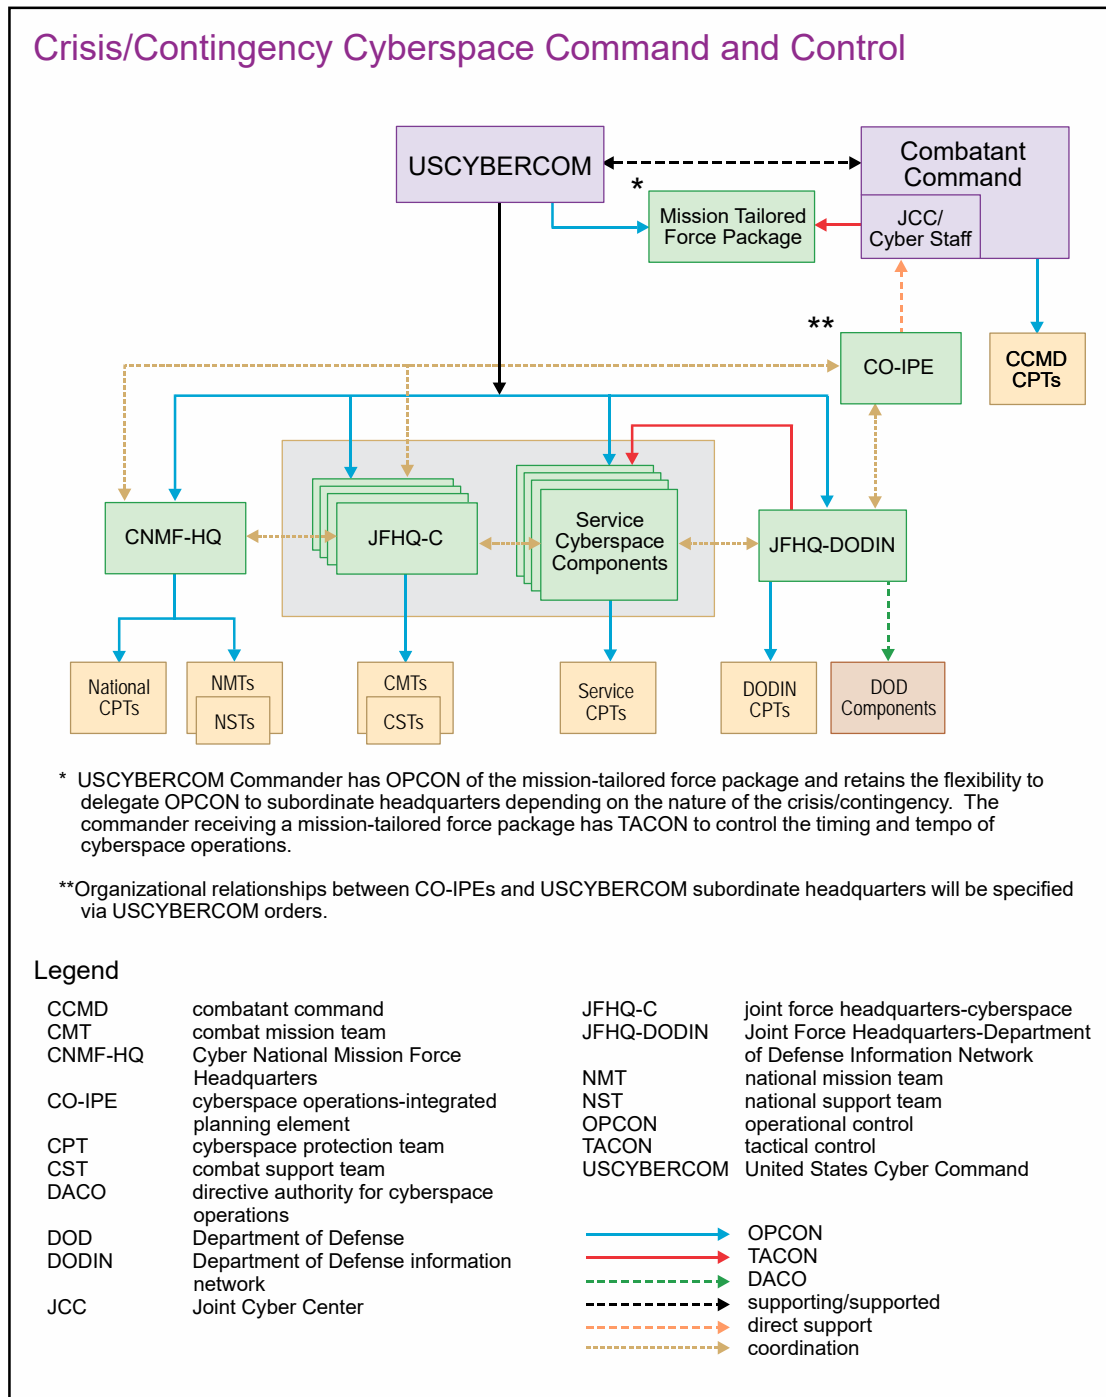 Crisis/Contingency Cyberspace Command and Control
USCYBERCOM
Combatant
Command
*
Mission Tailored
Force Package
JCC/
Cyber Staff
**
CO-IPE
CCMD
CPTs
CNMF-HQ
JFHQ-C
Service
Cyberspace
Components
JFHQ-DODIN
National
CPTs
NMTs
NSTs
CMTs
CSTs
Service
CPTs
DODIN
CPTs
DOD
Components
* USCYBERCOM Commander has OPCON of the mission-tailored force package and retains the flexibility to
delegate OPCON to subordinate headquarters depending on the nature of the crisis/contingency. The
commander receiving a mission-tailored force package has TACON to control the timing and tempo of
cyberspace operations.
**Organizational relationships between CO-IPEs and USCYBERCOM subordinate headquarters will be specified
via USCYBERCOM orders.
Legend
CCMD combatant command
CMT combat mission team
CNMF-HQ Cyber National Mission Force
Headquarters
CO-IPE cyberspace operations-integrated
planning element
CPT cyberspace protection team
CST combat support team
DACO directive authority for cyberspace
operations
DOD Department of Defense
DODIN Department of Defense information
network
JCC Joint Cyber Center
JFHQ-C joint force headquarters-cyberspace
JFHQ-DODIN Joint Force Headquarters-Department
of Defense Information Network
NMT national mission team
NST national support team
OPCON operational control
TACON tactical control
USCYBERCOM United States Cyber Command
OPCON
TACON
DACO
supporting/supported
direct support
coordination